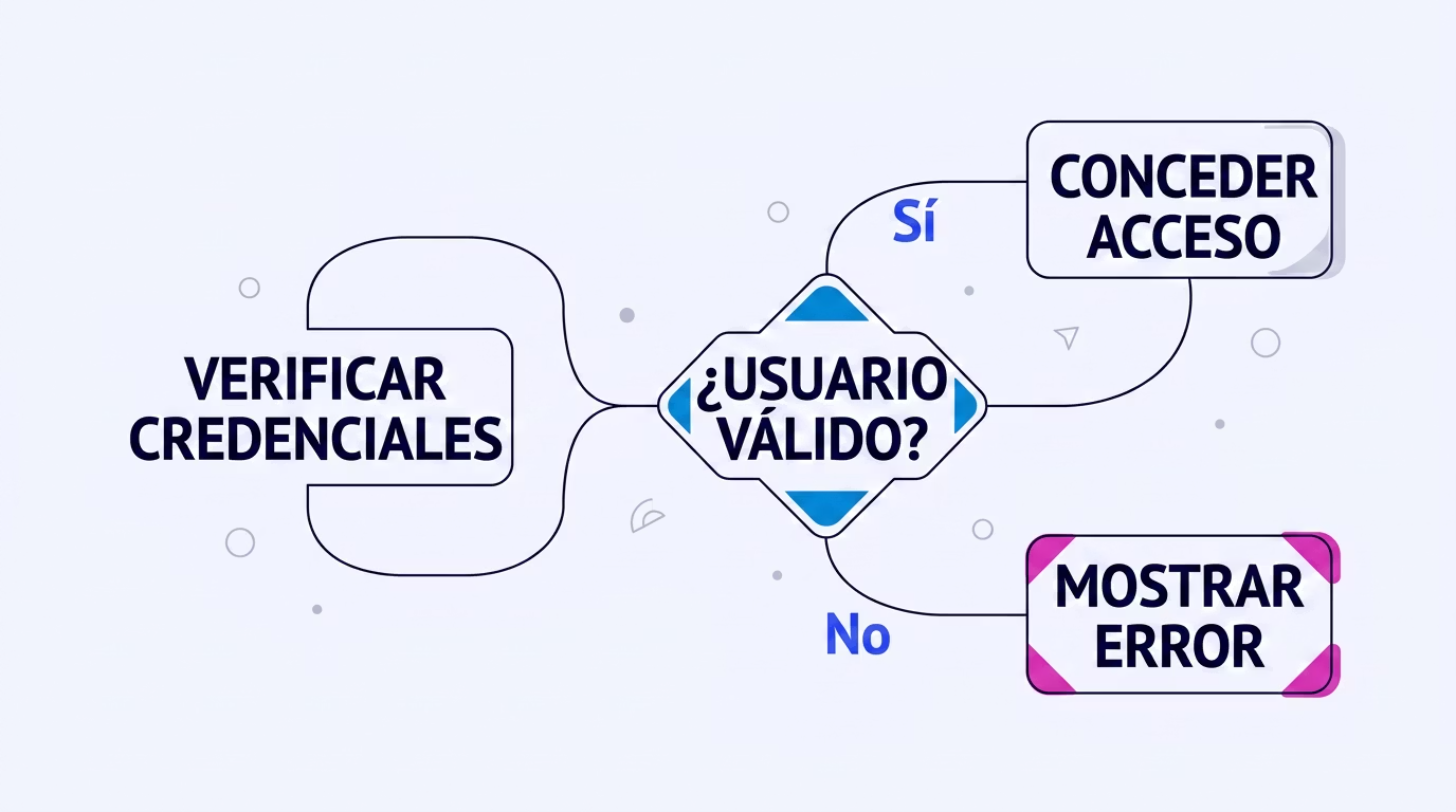 VERIFICAR
CREDENCIALES
¿USUARIO
VÁLIDO?
Sí
CONCEDER
ACCESO
No
MOSTRAR
ERROR